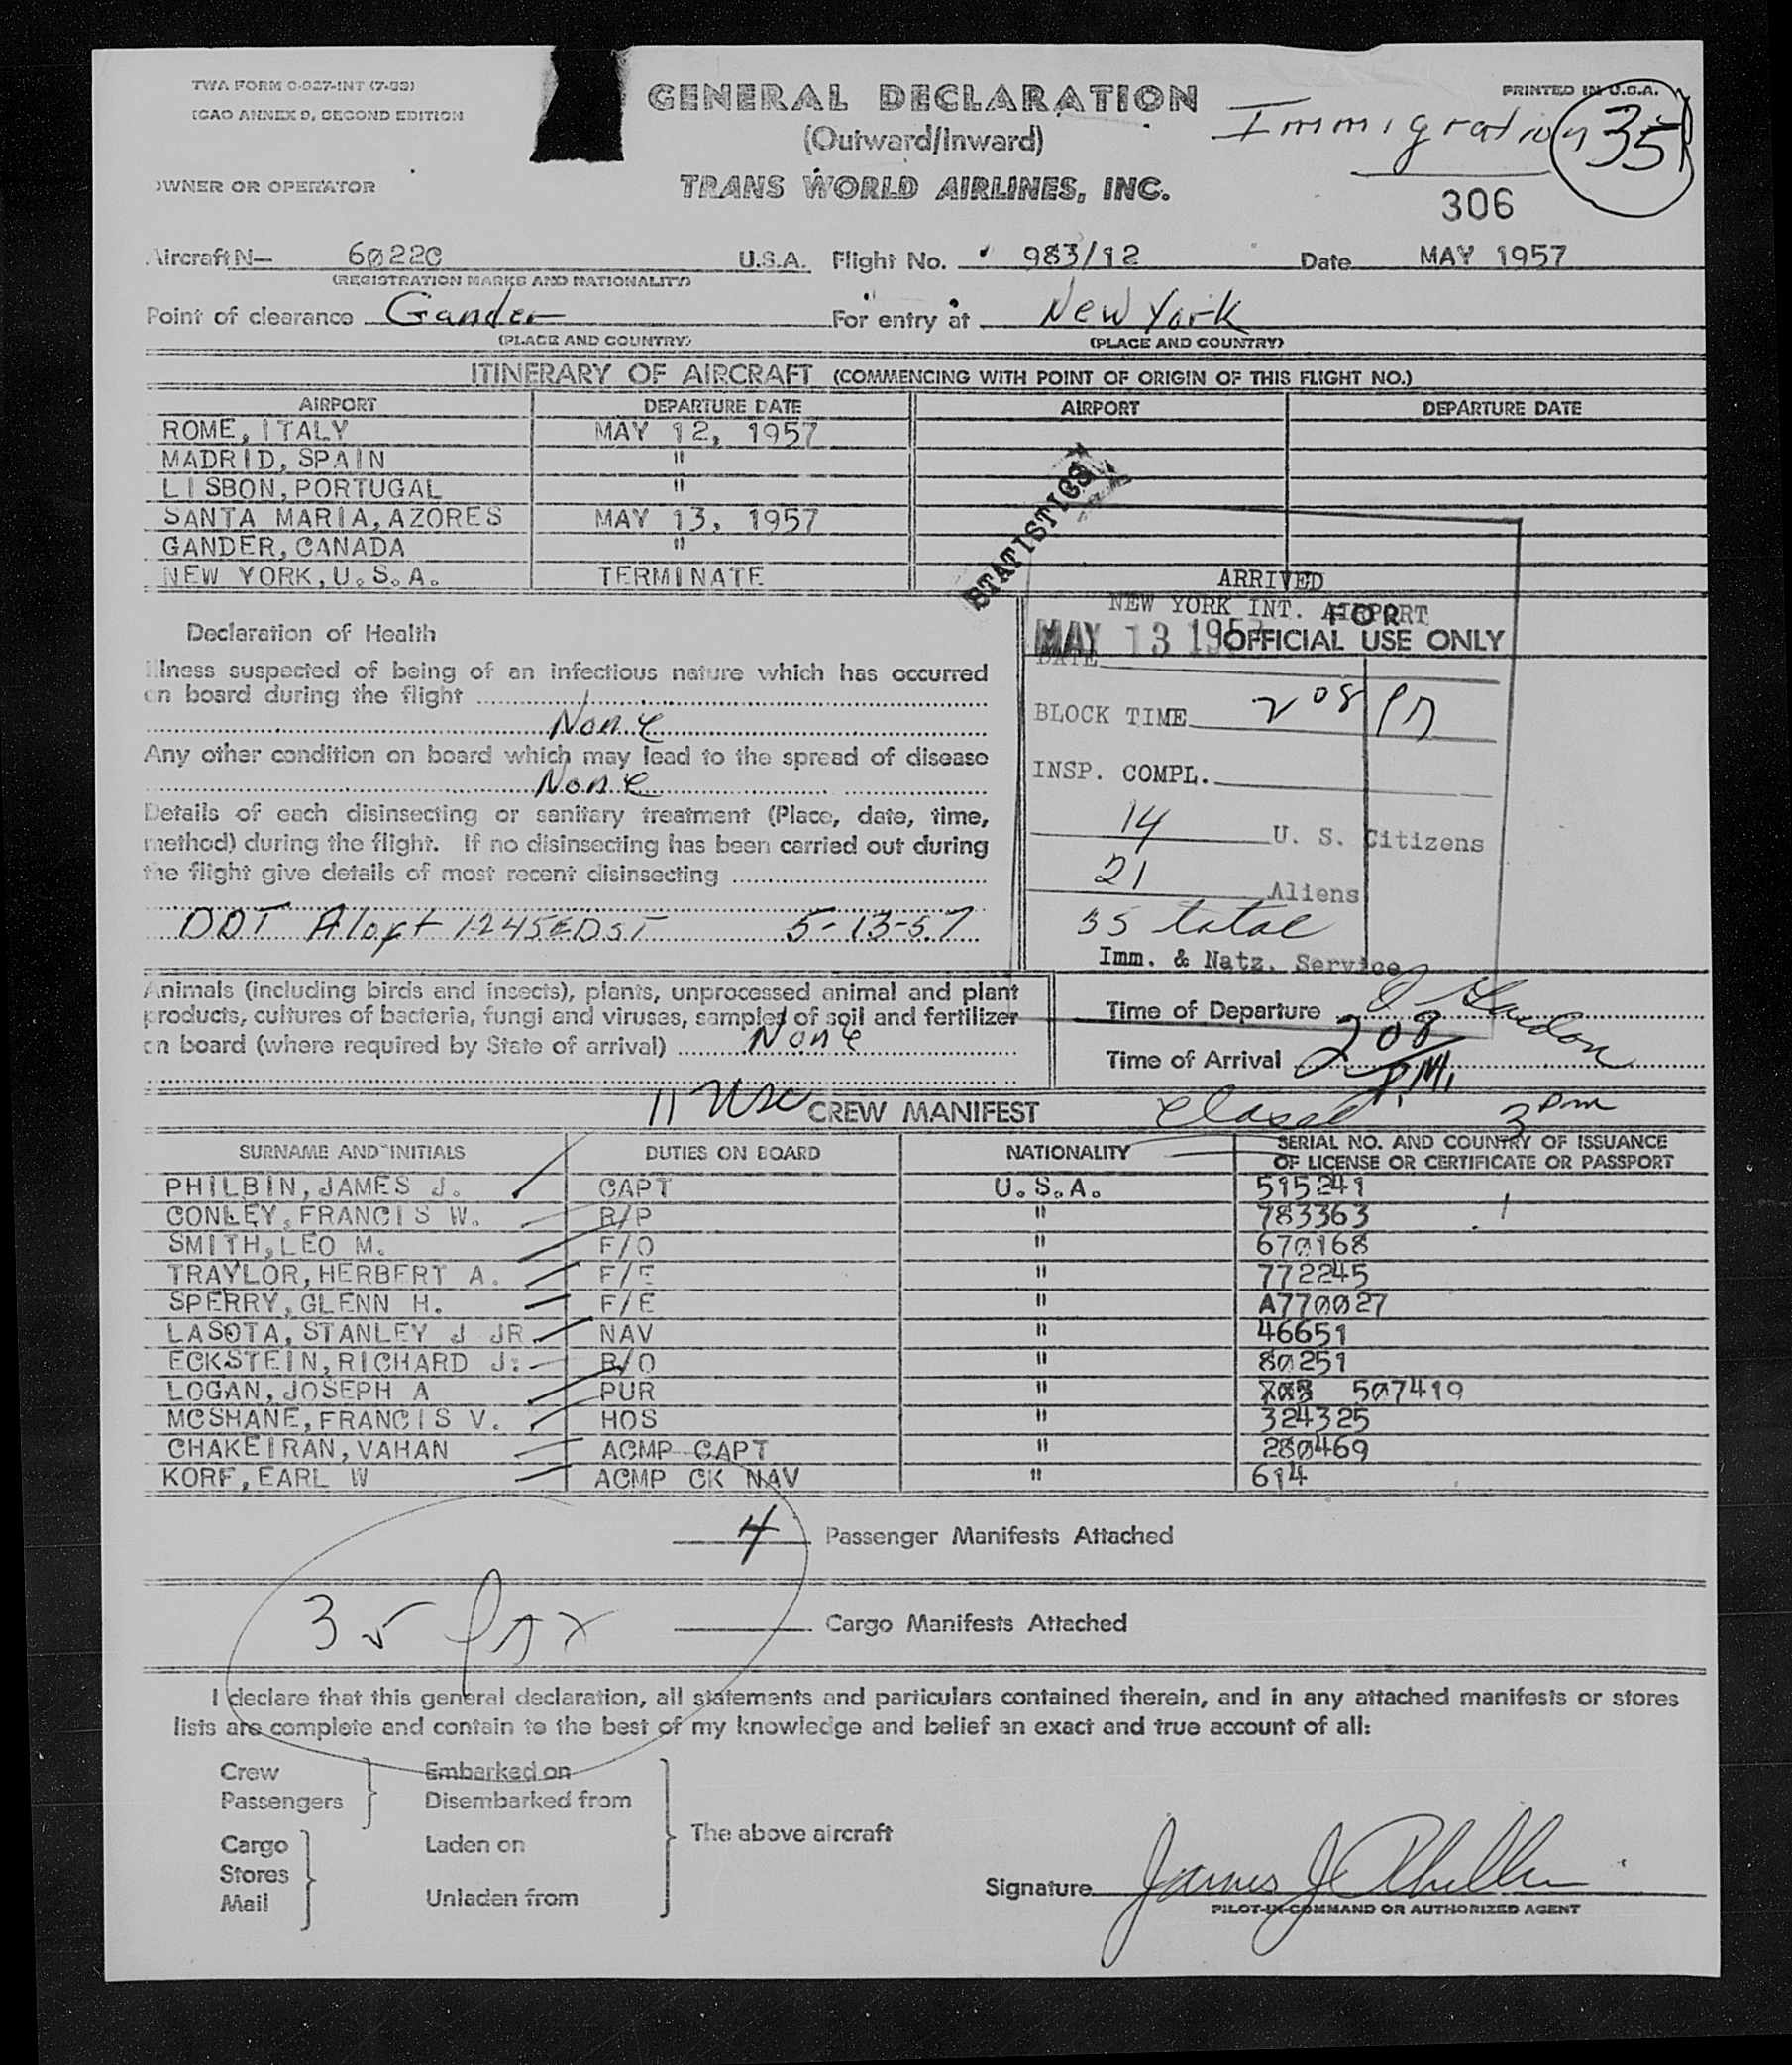 TWA FORM O-927-INT (7-53)
PRINTED IN U.S.A.
ICAO ANNEX 9, SECOND EDITION
GENERAL DECLARATION
(Outward/Inward)
Immigration 35
OWNER OR OPERATOR
TRANS WORLD AIRLINES, INC.
306
Aircraft N— 6022C U.S.A. Flight No. 983/12 Date MAY 1957
(REGISTRATION MARKS AND NATIONALITY)
Point of clearance Gander For entry at New York
(PLACE AND COUNTRY) (PLACE AND COUNTRY)
ITINERARY OF AIRCRAFT (COMMENCING WITH POINT OF ORIGIN OF THIS FLIGHT NO.)
AIRPORT DEPARTURE DATE AIRPORT DEPARTURE DATE
ROME, ITALY MAY 12, 1957
MADRID, SPAIN "
LISBON, PORTUGAL "
SANTA MARIA, AZORES MAY 13, 1957
GANDER, CANADA "
NEW YORK, U.S.A. TERMINATE
STATISTICS
ARRIVED
NEW YORK INT. AIRPORT
FOR
OFFICIAL USE ONLY
DATE MAY 13 1957
BLOCK TIME 2 08 PM
INSP. COMPL.
14 U. S. Citizens
21 Aliens
35 total
Imm. & Natz. Service
Declaration of Health
Illness suspected of being of an infectious nature which has occurred
on board during the flight
None
Any other condition on board which may lead to the spread of disease
None
Details of each disinsecting or sanitary treatment (Place, date, time,
method) during the flight. If no disinsecting has been carried out during
the flight give details of most recent disinsecting
DDT Aloft 1245 EDST 5-13-57
Animals (including birds and insects), plants, unprocessed animal and plant
products, cultures of bacteria, fungi and viruses, samples of soil and fertilizer
on board (where required by State of arrival) None
Time of Departure
Time of Arrival 208 PM
11 USC CREW MANIFEST 3 pm
SURNAME AND INITIALS DUTIES ON BOARD NATIONALITY SERIAL NO. AND COUNTRY OF ISSUANCE
OF LICENSE OR CERTIFICATE OR PASSPORT
PHILBIN, JAMES J. CAPT U.S.A. 515241
CONLEY, FRANCIS W. R/P " 783363
SMITH, LEO M. F/O " 670168
TRAYLOR, HERBERT A. F/E " 772245
SPERRY, GLENN H. F/E " A770027
LASOTA, STANLEY J JR NAV " 46651
ECKSTEIN, RICHARD J. R/O " 80251
LOGAN, JOSEPH A PUR " 507419
MCSHANE, FRANCIS V. HOS " 324325
CHAKEIRAN, VAHAN ACMP CAPT " 280469
KORF, EARL W ACMP CK NAV " 614
4 Passenger Manifests Attached
35 Pax
Cargo Manifests Attached
I declare that this general declaration, all statements and particulars contained therein, and in any attached manifests or stores
lists are complete and contain to the best of my knowledge and belief an exact and true account of all:
Crew Embarked on
Passengers Disembarked from
The above aircraft
Cargo Laden on
Stores
Mail Unladen from
Signature James J Philbin
PILOT-IN-COMMAND OR AUTHORIZED AGENT